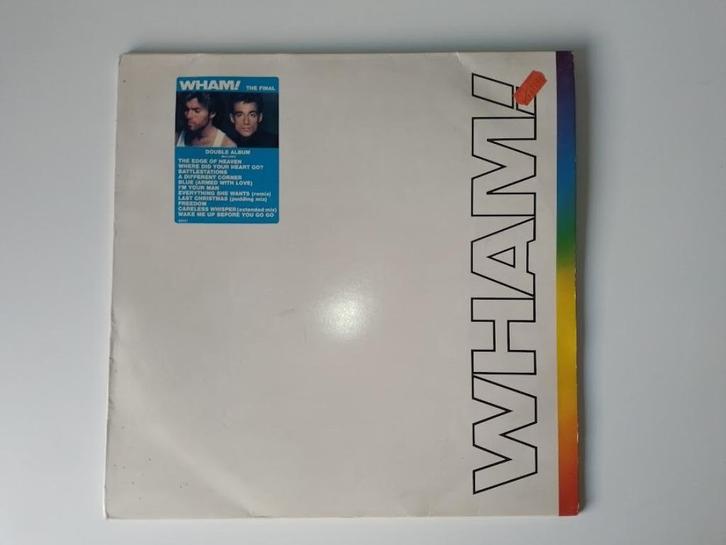 WHAM! THE FINAL
DOUBLE ALBUM
THE EDGE OF HEAVEN
WHERE DID YOUR HEART GO?
BATTLESTATIONS
A DIFFERENT CORNER
BLUE (ARMED WITH LOVE)
I'M YOUR MAN
EVERYTHING SHE WANTS (remix)
LAST CHRISTMAS (pudding mix)
FREEDOM
CARELESS WHISPER (extended mix)
WAKE ME UP BEFORE YOU GO GO
WHAM!